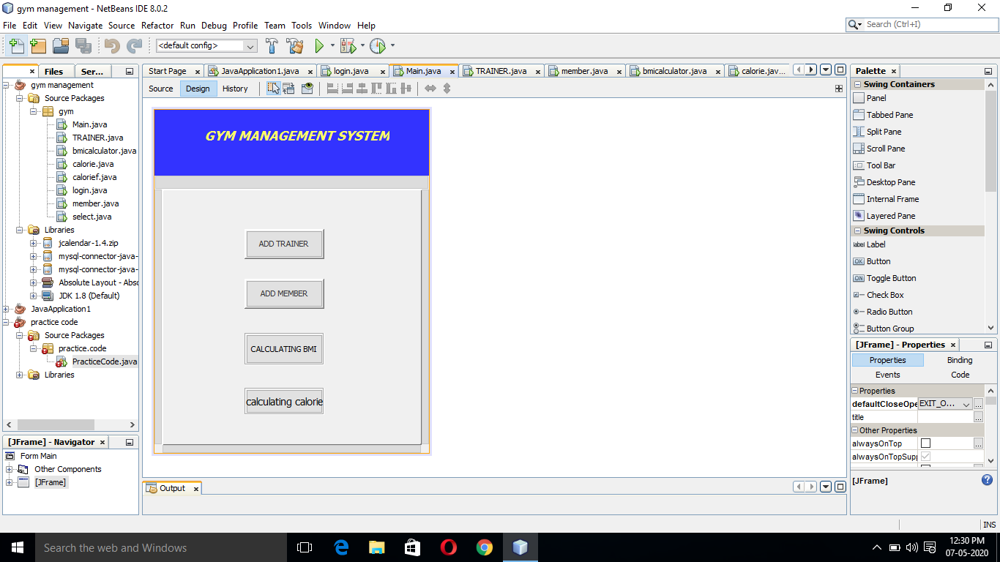 gym management - NetBeans IDE 8.0.2
File Edit View Navigate Source Refactor Run Debug Profile Team Tools Window Help
Search (Ctrl+I)
<default config>
Files Ser...
gym management
Source Packages
gym
Main.java
TRAINER.java
bmicalculator.java
calorie.java
calorief.java
login.java
member.java
select.java
Libraries
jcalendar-1.4.zip
mysql-connector-java-
mysql-connector-java-
Absolute Layout - Abso
JDK 1.8 (Default)
JavaApplication1
practice code
Source Packages
practice.code
PracticeCode.java
Libraries
[JFrame] - Navigator
Form Main
Other Components
[JFrame]
Start Page JavaApplication1.java login.java Main.java TRAINER.java member.java bmicalculator.java calorie.jav...
Source Design History
GYM MANAGEMENT SYSTEM
ADD TRAINER
ADD MEMBER
CALCULATING BMI
calculating calorie
Output
Palette
Swing Containers
Panel
Tabbed Pane
Split Pane
Scroll Pane
Tool Bar
Desktop Pane
Internal Frame
Layered Pane
Swing Controls
label Label
OK Button
ON Toggle Button
Check Box
Radio Button
Button Group
[JFrame] - Properties
Properties Binding
Events Code
Properties
defaultCloseOpe EXIT_O... ...
title ...
Other Properties
alwaysOnTop ...
alwaysOnTopSupp
[JFrame]
INS
Search the web and Windows
12:30 PM
07-05-2020